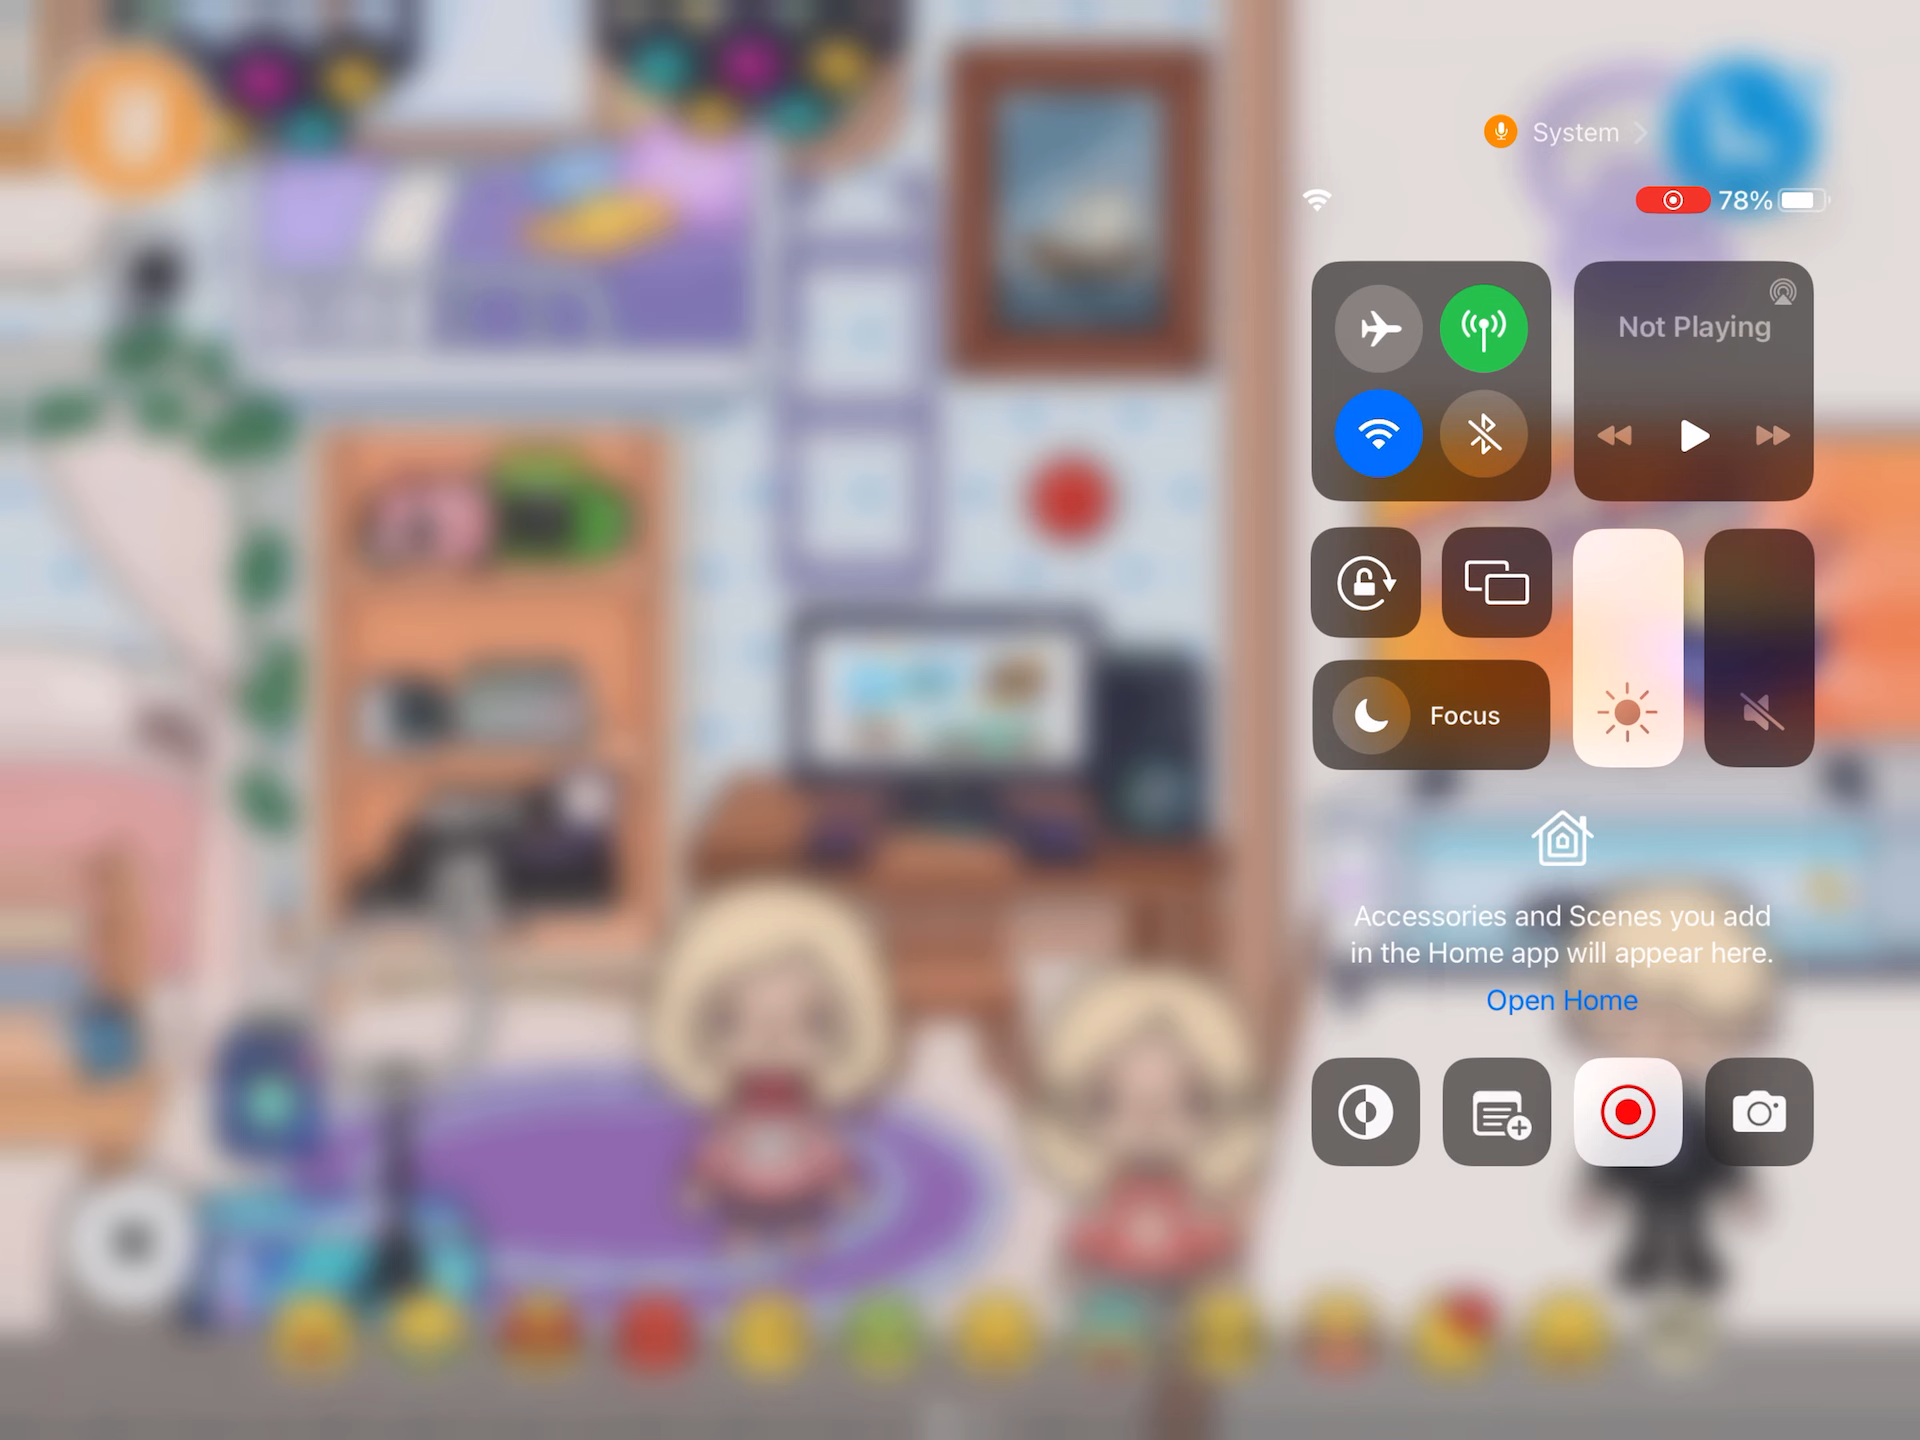 System
78%
Not Playing
Focus
Accessories and Scenes you add
in the Home app will appear here.
Open Home